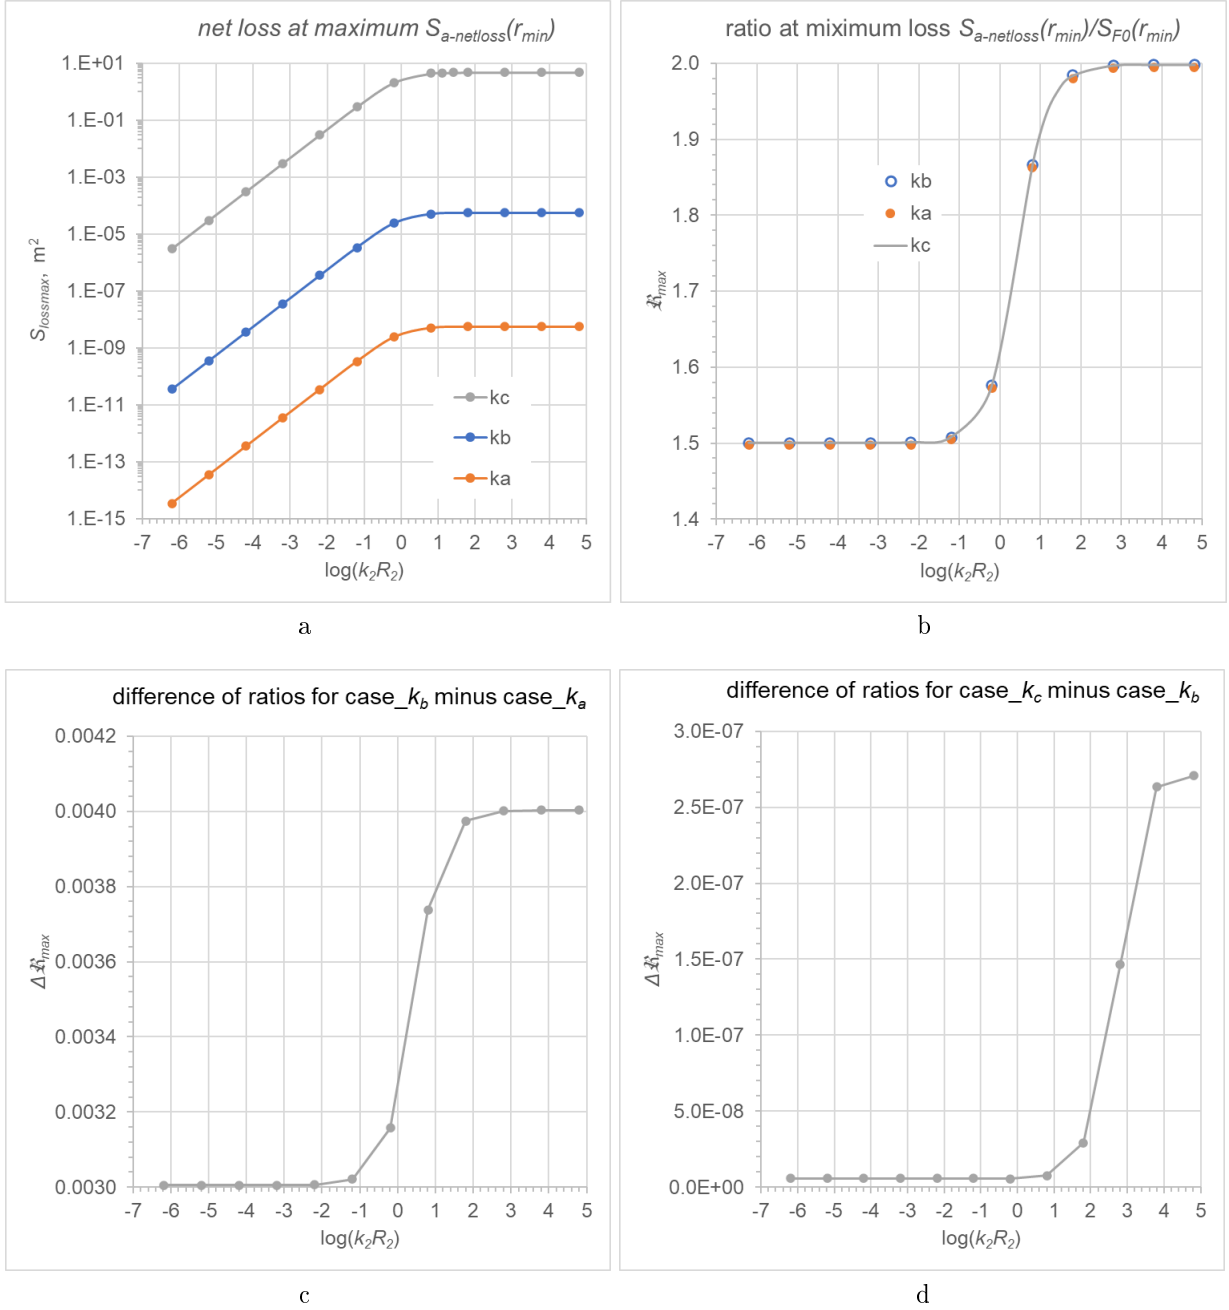 net loss at maximum Sa-netloss(rmin)
1.E+01
1.E-01
1.E-03
1.E-05
1.E-07
1.E-09
1.E-11
1.E-13
1.E-15
Slossmax, m²
kc
kb
ka
-7 -6 -5 -4 -3 -2 -1 0 1 2 3 4 5
log(k2R2)
a
ratio at miximum loss Sa-netloss(rmin)/SF0(rmin)
2.0
1.9
1.8
1.7
1.6
1.5
1.4
ℜmax
kb
ka
kc
-7 -6 -5 -4 -3 -2 -1 0 1 2 3 4 5
log(k2R2)
b
difference of ratios for case_kb minus case_ka
0.0042
0.0040
0.0038
0.0036
0.0034
0.0032
0.0030
Δℜmax
-7 -6 -5 -4 -3 -2 -1 0 1 2 3 4 5
log(k2R2)
c
difference of ratios for case_kc minus case_kb
3.0E-07
2.5E-07
2.0E-07
1.5E-07
1.0E-07
5.0E-08
0.0E+00
Δℜmax
-7 -6 -5 -4 -3 -2 -1 0 1 2 3 4 5
log(k2R2)
d